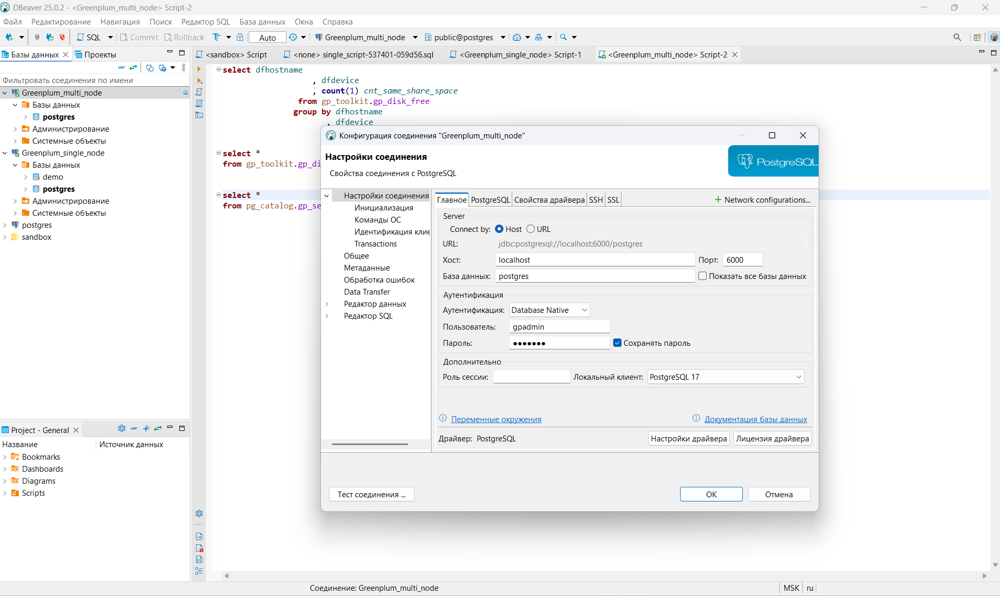 DBeaver 25.0.2 - <Greenplum_multi_node> Script-2
Файл Редактирование Навигация Поиск Редактор SQL База данных Окна Справка
SQL Commit Rollback Auto Greenplum_multi_node public@postgres
Базы данных Проекты
<sandbox> Script <none> single_script-537401-059d56.sql <Greenplum_single_node> Script-1 <Greenplum_multi_node> Script-2
Фильтровать соединения по имени
Greenplum_multi_node
Базы данных
postgres
Администрирование
Системные объекты
Greenplum_single_node
Базы данных
demo
postgres
Администрирование
Системные объекты
postgres
sandbox
select dfhostname
, dfdevice
, count(1) cnt_same_share_space
from gp_toolkit.gp_disk_free
group by dfhostname
, dfdevice
select *
from gp_toolkit.gp_di
select *
from pg_catalog.gp_se
Конфигурация соединения "Greenplum_multi_node"
Настройки соединения
Свойства соединения с PostgreSQL
PostgreSQL
Настройки соединения
Инициализация
Команды ОС
Идентификация клие
Transactions
Общее
Метаданные
Обработка ошибок
Data Transfer
Редактор данных
Редактор SQL
Главное PostgreSQL Свойства драйвера SSH SSL Network configurations...
Server
Connect by: Host URL
URL: jdbc:postgresql://localhost:6000/postgres
Хост: localhost Порт: 6000
База данных: postgres Показать все базы данных
Аутентификация
Аутентификация: Database Native
Пользователь: gpadmin
Пароль: ●●●●●●● Сохранять пароль
Дополнительно
Роль сессии: Локальный клиент: PostgreSQL 17
Переменные окружения Документация базы данных
Драйвер: PostgreSQL Настройки драйвера Лицензия драйвера
Тест соединения ... ОК Отмена
Project - General
Название Источник данных
Bookmarks
Dashboards
Diagrams
Scripts
Соединение: Greenplum_multi_node MSK ru